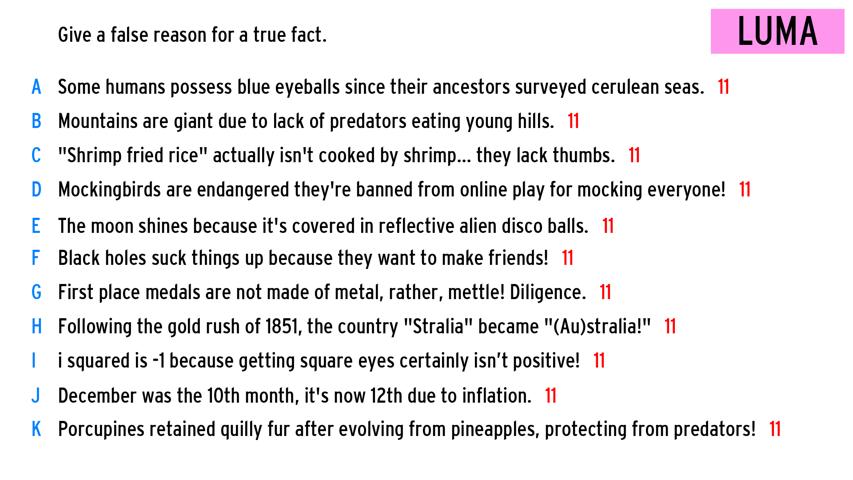 Give a false reason for a true fact.
LUMA
A Some humans possess blue eyeballs since their ancestors surveyed cerulean seas. 11
B Mountains are giant due to lack of predators eating young hills. 11
C "Shrimp fried rice" actually isn't cooked by shrimp... they lack thumbs. 11
D Mockingbirds are endangered they're banned from online play for mocking everyone! 11
E The moon shines because it's covered in reflective alien disco balls. 11
F Black holes suck things up because they want to make friends! 11
G First place medals are not made of metal, rather, mettle! Diligence. 11
H Following the gold rush of 1851, the country "Stralia" became "(Au)stralia!" 11
I i squared is -1 because getting square eyes certainly isn’t positive! 11
J December was the 10th month, it's now 12th due to inflation. 11
K Porcupines retained quilly fur after evolving from pineapples, protecting from predators! 11